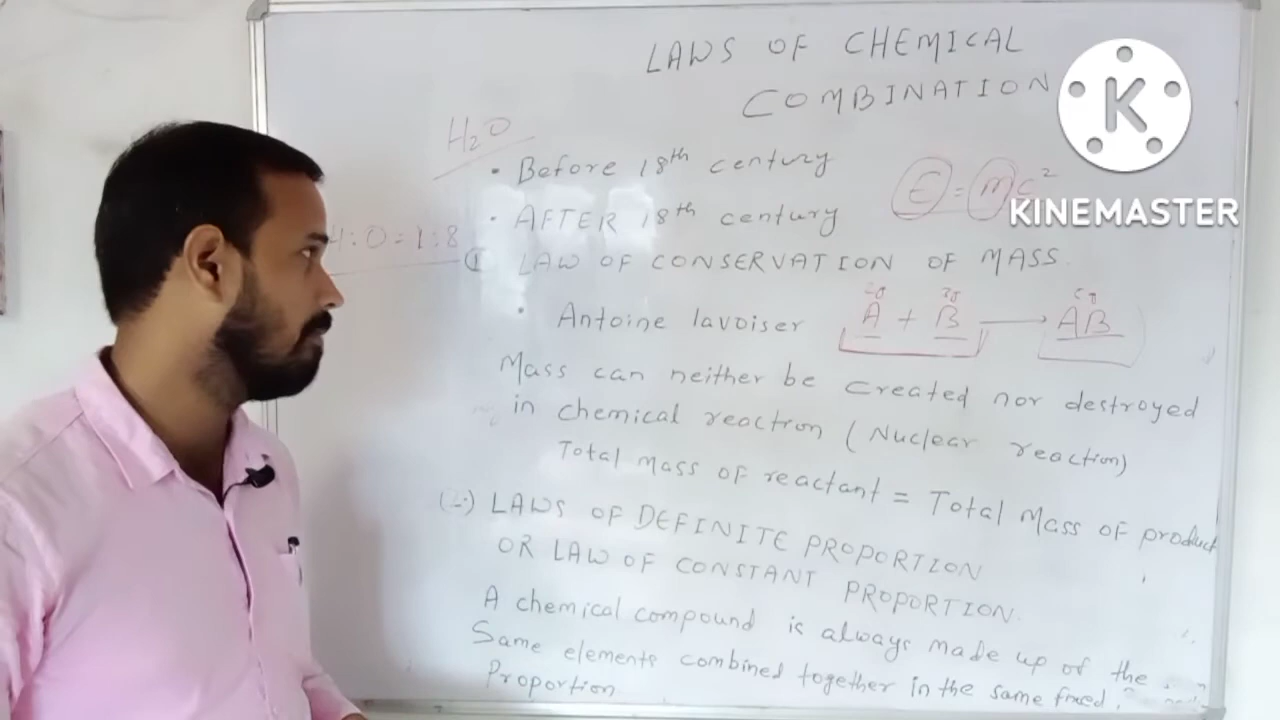 LAWS OF CHEMICAL
COMBINATION
H₂O
• Before 18th century
E = mc²
KINEMASTER
• AFTER 18th century
H:O = 1:8
① LAW OF CONSERVATION OF MASS.
• Antoine lavoiser
A + B → AB
Mass can neither be created nor destroyed
in chemical reaction (Nuclear reaction)
Total Mass of reactant = Total Mass of product
(2.) LAWS OF DEFINITE PROPORTION
OR LAW OF CONSTANT PROPORTION.
A chemical compound is always made up of the
Same elements combined together in the same fixed
Proportion